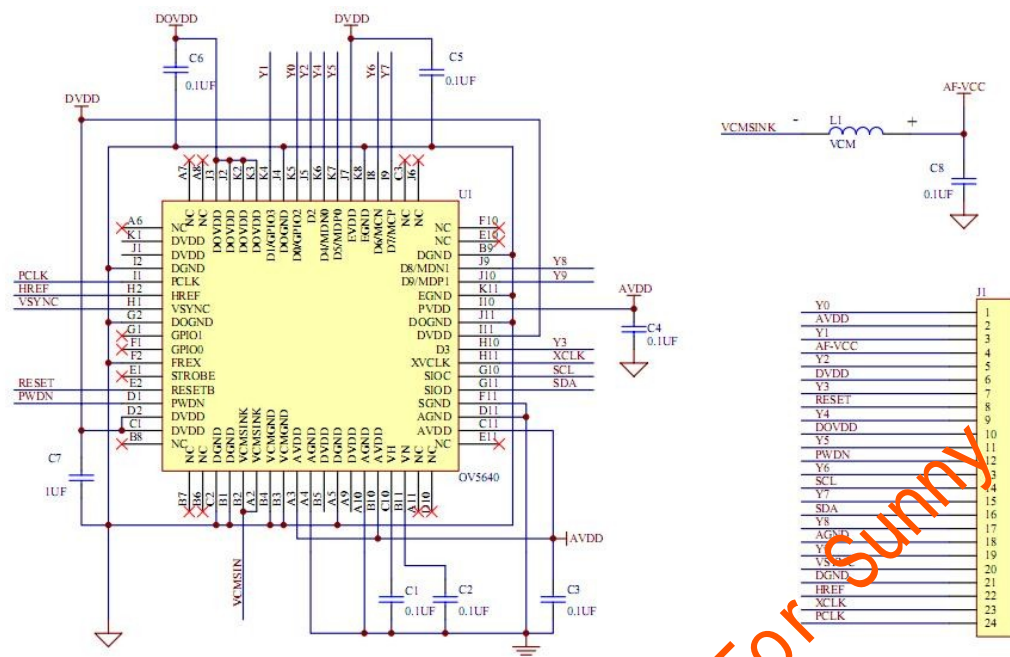 DOVDD
DVDD
C6
0.1UF
C5
0.1UF
Y1
Y0
Y2
Y4
Y5
Y6
Y7
DVDD
A7
A8
J3
J2
K2
K3
K4
J4
K5
J5
K6
K7
J7
K8
I8
I9
C3
J6
U1
NC
NC
DOVDD
DOVDD
DOVDD
DOVDD
D1/GPIO3
DOGND
D0/GPIO2
D2
D4/MDN0
D5/MDP0
EVDD
EGND
D6/MCN
D7/MCP
NC
NC
A6 NC
K1 DVDD
J1 DVDD
I2 DGND
PCLK I1 PCLK
HREF H2 HREF
VSYNC H1 VSYNC
G2 DOGND
G1 GPIO1
F1 GPIO0
F2 FREX
E1 STROBE
RESET E2 RESETB
PWDN D1 PWDN
D2 DVDD
C1 DVDD
B8 NC
NC F10
NC E10
DGND B9
D8/MDN1 J9 Y8
D9/MDP1 J10 Y9
EGND K11
PVDD I10 AVDD
DOGND J11
DVDD I11
D3 H10 Y3
XVCLK H11 XCLK
SIOC G10 SCL
SIOD G11 SDA
SGND F11
AGND D11
AVDD C11
NC E11
C4
0.1UF
NC
NC
DGND
DGND
VCMSINK
VCMSINK
VCMGND
VCMGND
AVDD
AGND
DVDD
DGND
DVDD
AGND
AVDD
VH
VN
NC
NC
OV5640
B7
B6
C2
B1
B2
A2
B4
B3
A3
A4
B5
A5
A9
A10
B10
C10
B11
A11
D10
C7
1UF
VCMSIN
AVDD
C1
0.1UF
C2
0.1UF
C3
0.1UF
AF-VCC
VCMSINK - L1 +
VCM
C8
0.1UF
J1
Y0 1
AVDD 2
Y1 3
AF-VCC 4
Y2 5
DVDD 6
Y3 7
RESET 8
Y4 9
DOVDD 10
Y5 11
PWDN 12
Y6 13
SCL 14
Y7 15
SDA 16
Y8 17
AGND 18
19
VSYNC 20
DGND 21
HREF 22
XCLK 23
PCLK 24
For Sunny